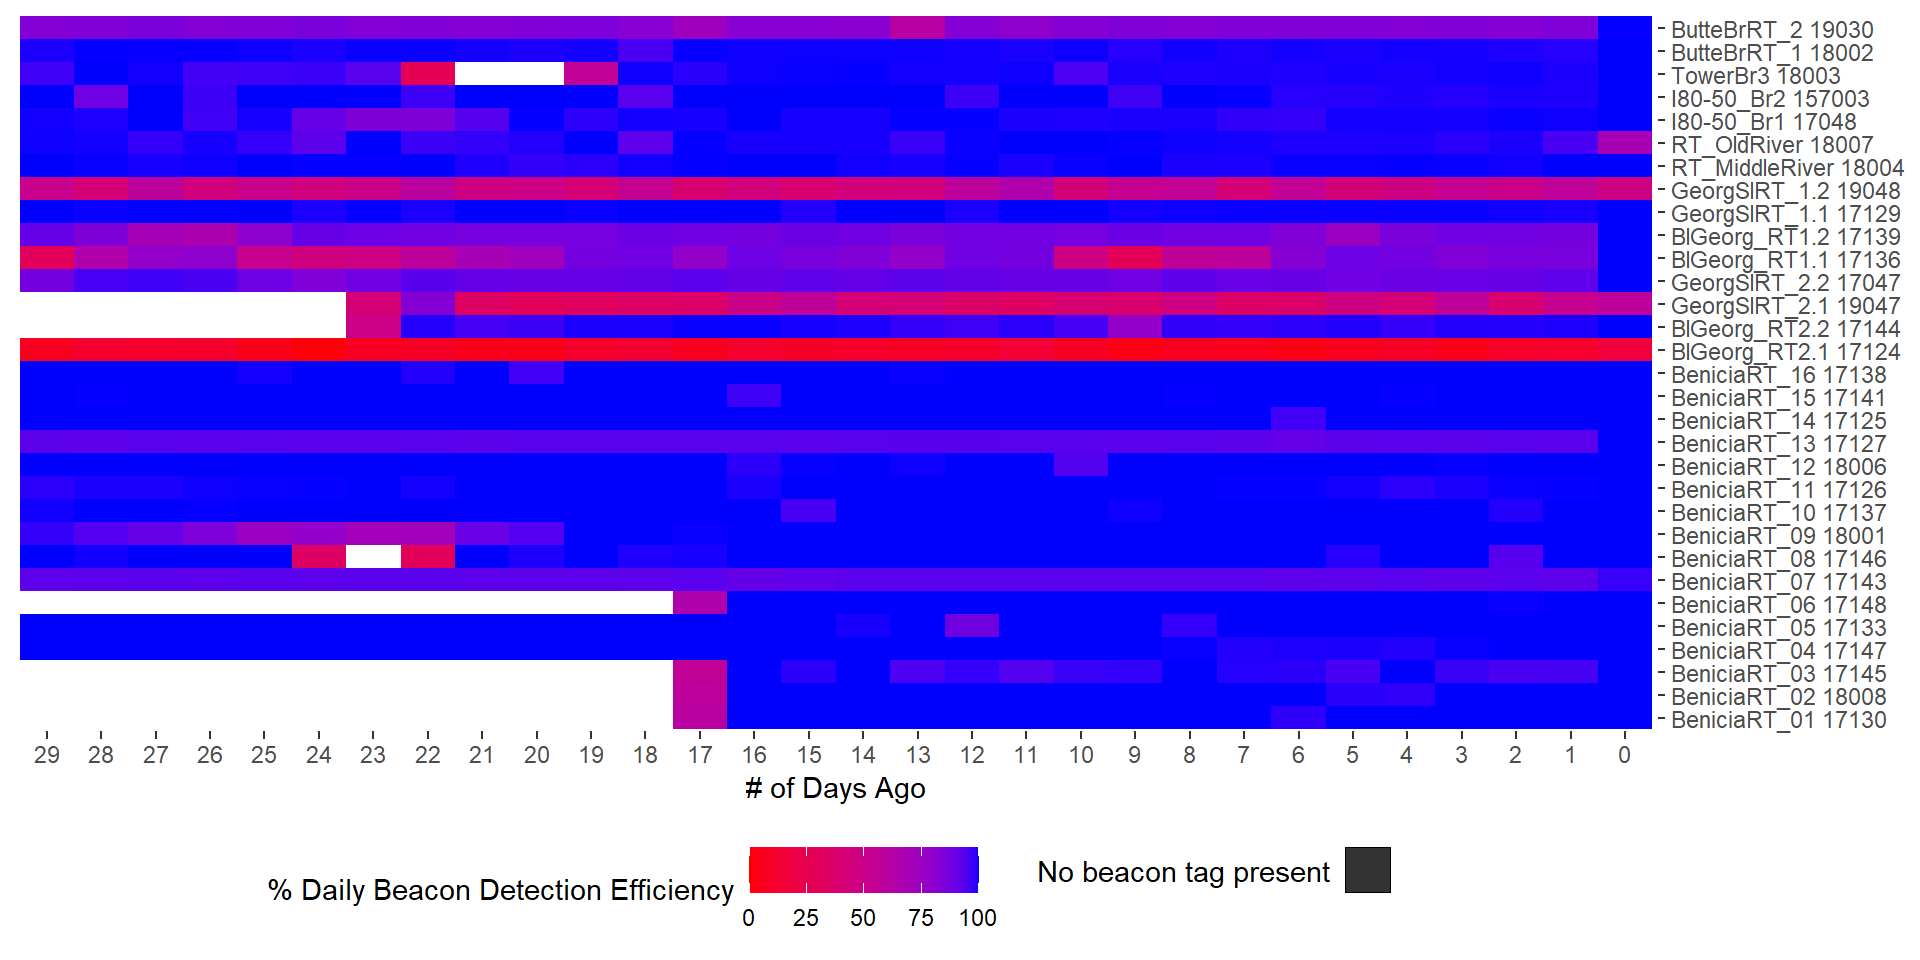 ButteBrRT_2 19030
ButteBrRT_1 18002
TowerBr3 18003
I80-50_Br2 157003
I80-50_Br1 17048
RT_OldRiver 18007
RT_MiddleRiver 18004
GeorgSlRT_1.2 19048
GeorgSlRT_1.1 17129
BlGeorg_RT1.2 17139
BlGeorg_RT1.1 17136
GeorgSlRT_2.2 17047
GeorgSlRT_2.1 19047
BlGeorg_RT2.2 17144
BlGeorg_RT2.1 17124
BeniciaRT_16 17138
BeniciaRT_15 17141
BeniciaRT_14 17125
BeniciaRT_13 17127
BeniciaRT_12 18006
BeniciaRT_11 17126
BeniciaRT_10 17137
BeniciaRT_09 18001
BeniciaRT_08 17146
BeniciaRT_07 17143
BeniciaRT_06 17148
BeniciaRT_05 17133
BeniciaRT_04 17147
BeniciaRT_03 17145
BeniciaRT_02 18008
BeniciaRT_01 17130
29 28 27 26 25 24 23 22 21 20 19 18 17 16 15 14 13 12 11 10 9 8 7 6 5 4 3 2 1 0
# of Days Ago
% Daily Beacon Detection Efficiency
0 25 50 75 100
No beacon tag present